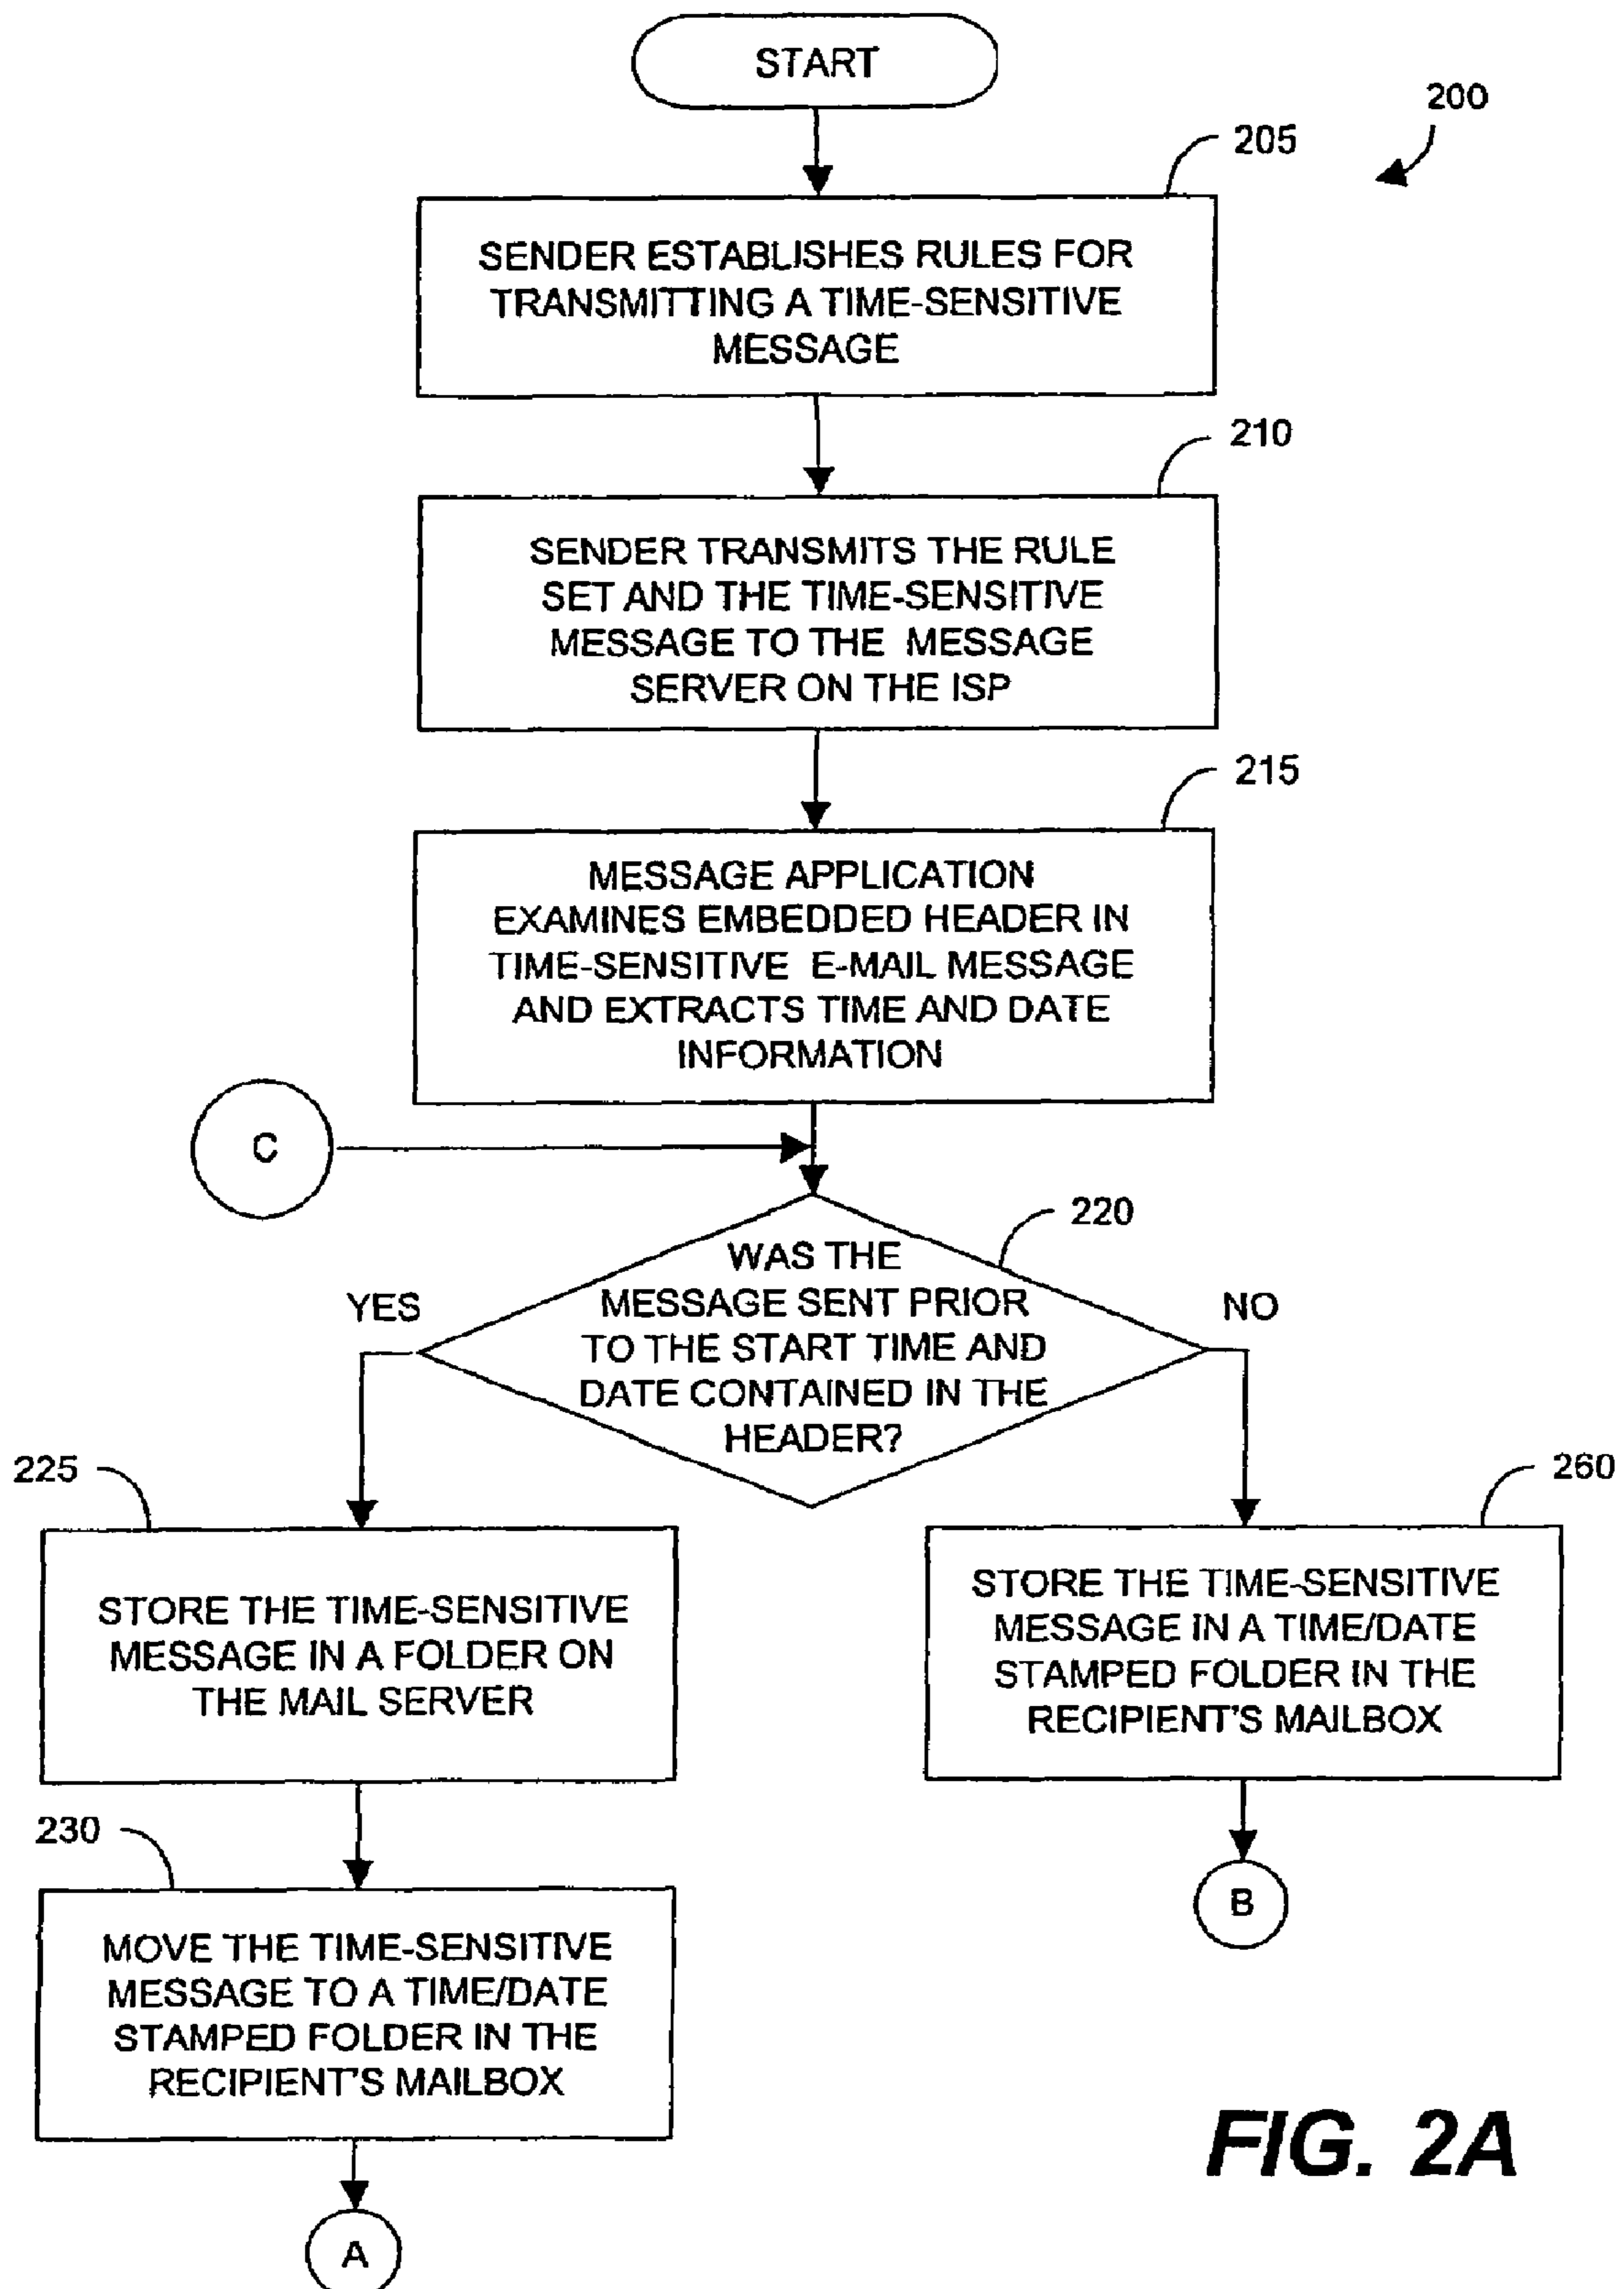 START
200
205
SENDER ESTABLISHES RULES FOR
TRANSMITTING A TIME-SENSITIVE
MESSAGE
210
SENDER TRANSMITS THE RULE
SET AND THE TIME-SENSITIVE
MESSAGE TO THE MESSAGE
SERVER ON THE ISP
215
MESSAGE APPLICATION
EXAMINES EMBEDDED HEADER IN
TIME-SENSITIVE E-MAIL MESSAGE
AND EXTRACTS TIME AND DATE
INFORMATION
C
220
WAS THE
MESSAGE SENT PRIOR
TO THE START TIME AND
DATE CONTAINED IN THE
HEADER?
YES
NO
225
STORE THE TIME-SENSITIVE
MESSAGE IN A FOLDER ON
THE MAIL SERVER
260
STORE THE TIME-SENSITIVE
MESSAGE IN A TIME/DATE
STAMPED FOLDER IN THE
RECIPIENT'S MAILBOX
230
MOVE THE TIME-SENSITIVE
MESSAGE TO A TIME/DATE
STAMPED FOLDER IN THE
RECIPIENT'S MAILBOX
B
A
FIG. 2A